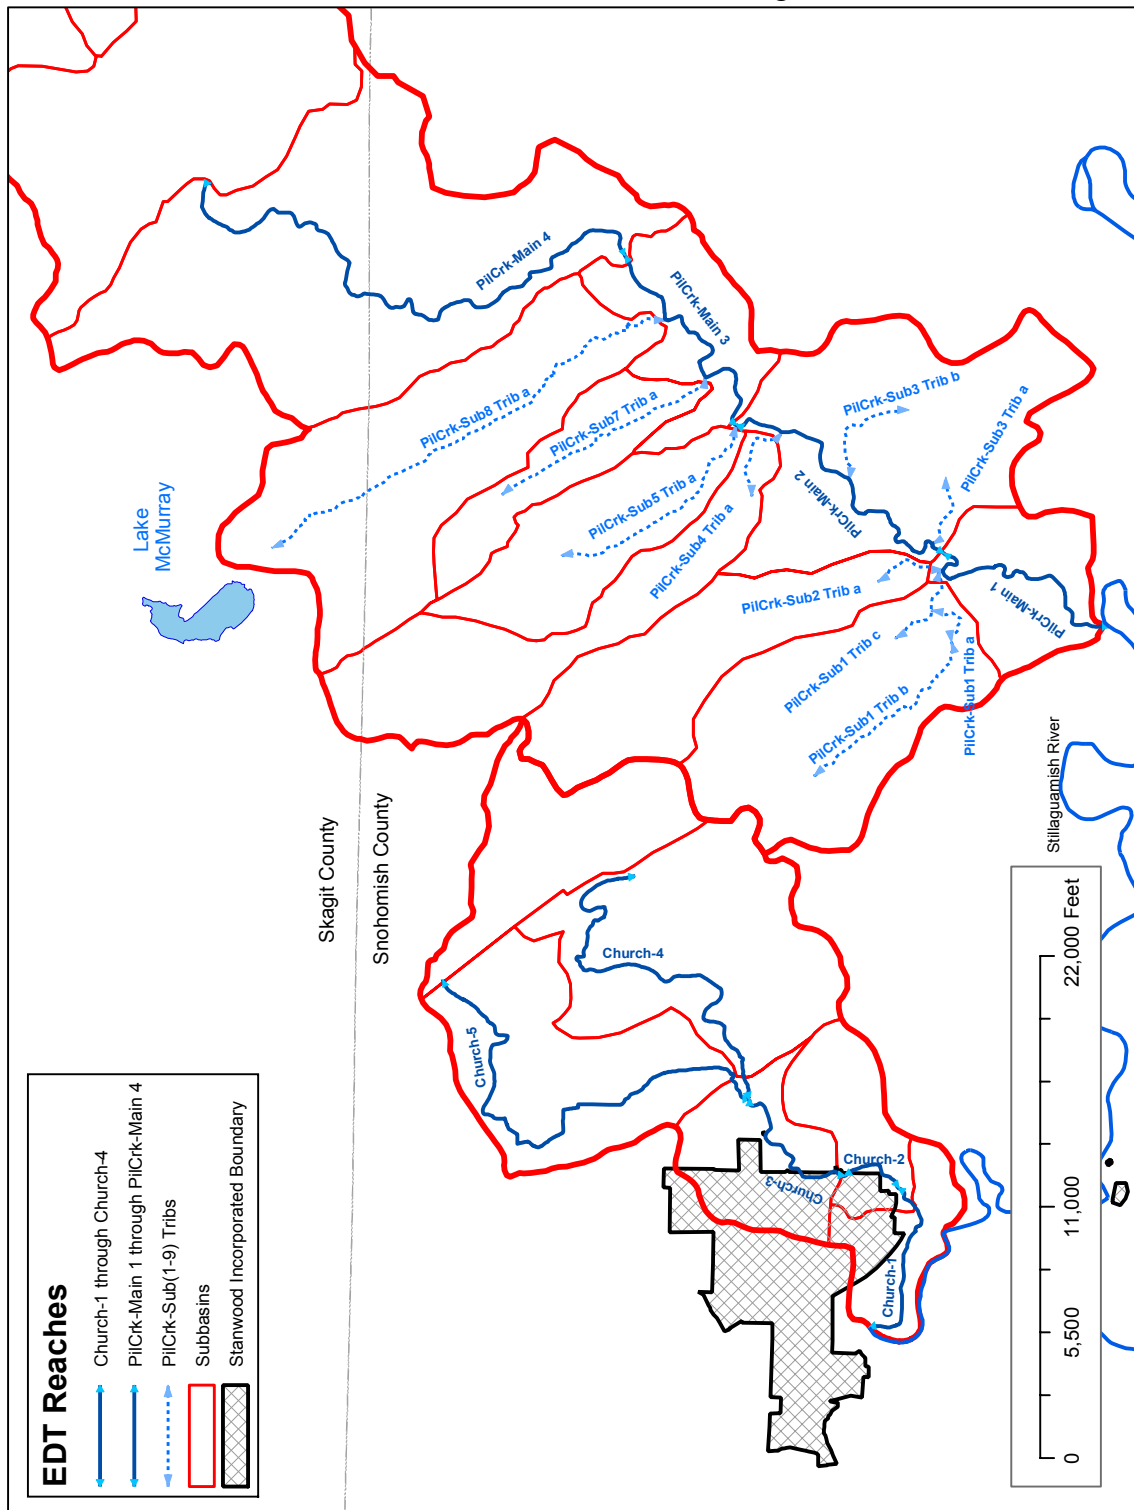 EDT Reaches
Church-1 through Church-4
PilCrk-Main 1 through PilCrk-Main 4
PilCrk-Sub(1-9) Tribs
Subbasins
Stanwood Incorporated Boundary
Lake
McMurray
Skagit County
Snohomish County
PilCrk-Main 4
PilCrk-Main 3
PilCrk-Sub8 Trib a
PilCrk-Sub7 Trib a
PilCrk-Sub5 Trib a
PilCrk-Sub4 Trib a
PilCrk-Main 2
PilCrk-Sub3 Trib b
PilCrk-Sub3 Trib a
PilCrk-Sub2 Trib a
PilCrk-Sub1 Trib c
PilCrk-Sub1 Trib b
PilCrk-Sub1 Trib a
PilCrk-Main 1
Church-5
Church-4
Church-3
Church-2
Church-1
Stillaguamish River
0
5,500
11,000
22,000 Feet